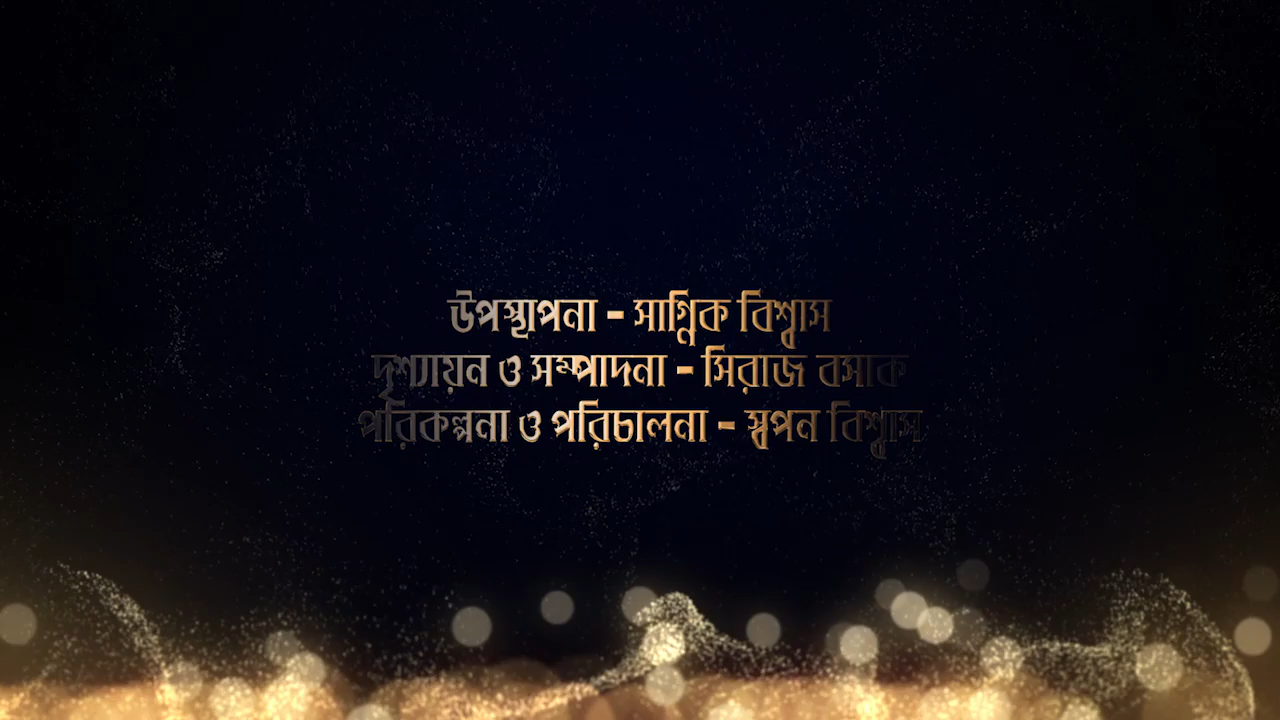 উপস্থাপনা - সাগ্নিক বিশ্বাস
দৃশ্যায়ন ও সম্পাদনা - সিরাজ বসাক
পরিকল্পনা ও পরিচালনা - স্বপন বিশ্বাস